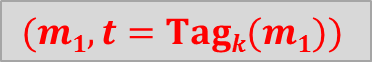 (m₁, t = Tagₖ(m₁))